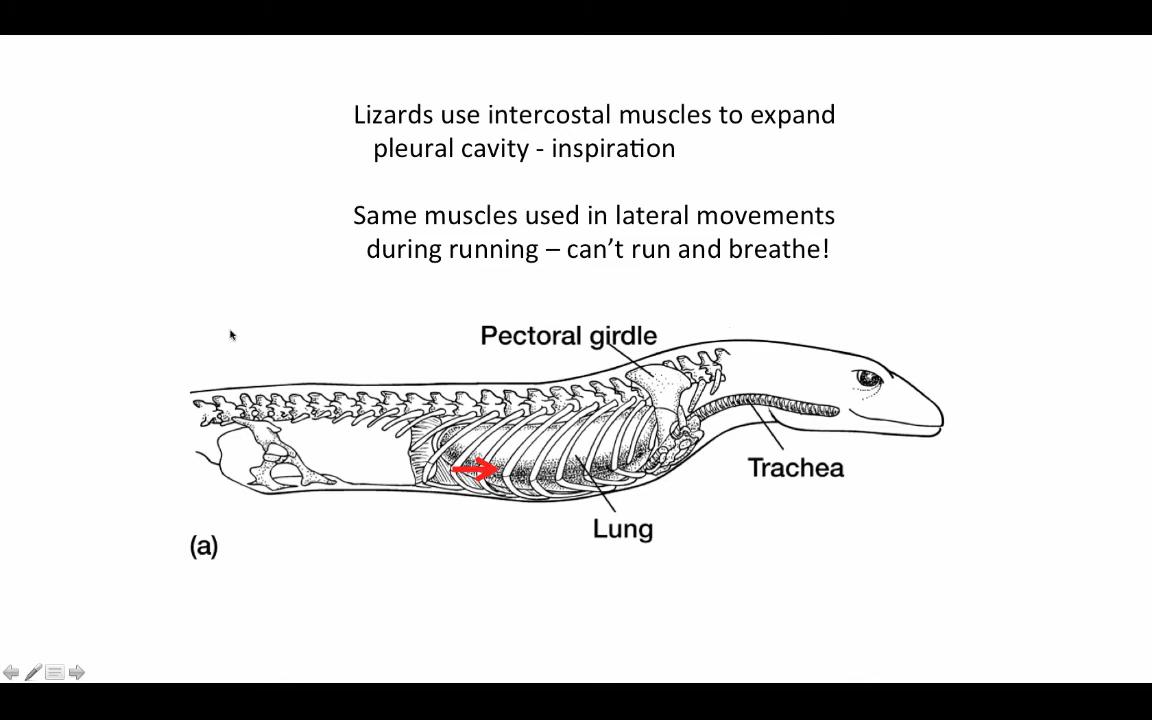 Lizards use intercostal muscles to expand
pleural cavity - inspiration
Same muscles used in lateral movements
during running – can’t run and breathe!
Pectoral girdle
Trachea
Lung
(a)